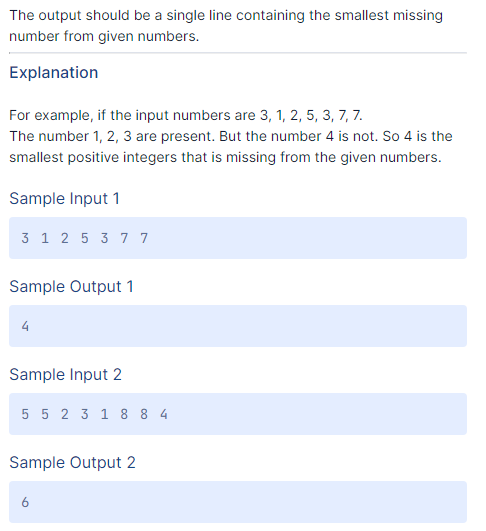 The output should be a single line containing the smallest missing
number from given numbers.
Explanation
For example, if the input numbers are 3, 1, 2, 5, 3, 7, 7.
The number 1, 2, 3 are present. But the number 4 is not. So 4 is the
smallest positive integers that is missing from the given numbers.
Sample Input 1
3 1 2 5 3 7 7
Sample Output 1
4
Sample Input 2
5 5 2 3 1 8 8 4
Sample Output 2
6